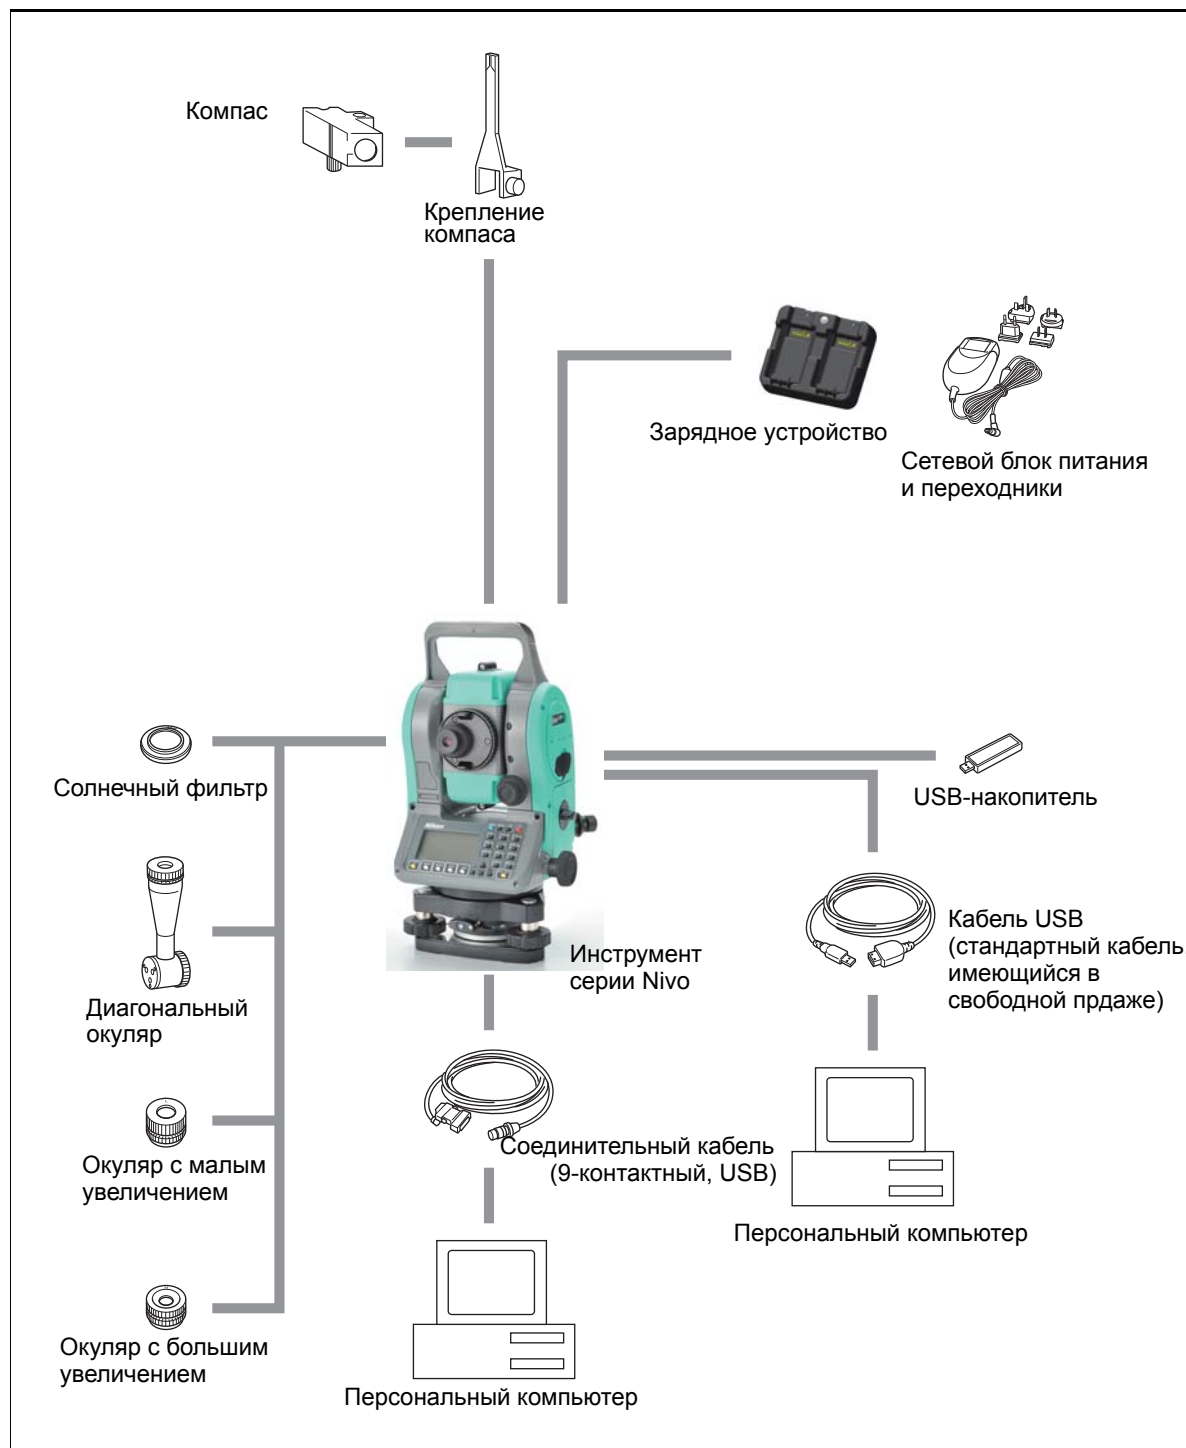 Компас
Крепление
компаса
Зарядное устройство
Сетевой блок питания
и переходники
Солнечный фильтр
USB-накопитель
Диагональный
окуляр
Кабель USB
(стандартный кабель
имеющийся в
свободной прдаже)
Инструмент
серии Nivo
Nikon
Окуляр с малым
увеличением
Соединительный кабель
(9-контактный, USB)
Персональный компьютер
Окуляр с большим
увеличением
Персональный компьютер